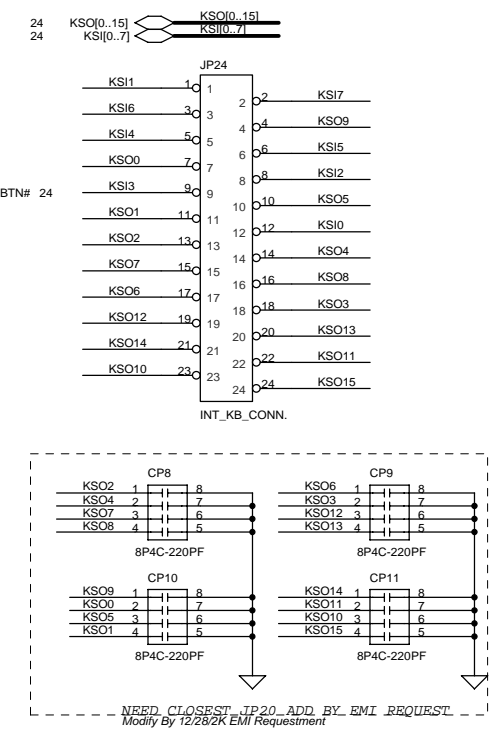 24 KSO[0..15] KSO[0..15]
24 KSI[0..7] KSI[0..7]
JP24
KSI1 1 1
2 2 KSI7
KSI6 3 3
4 4 KSO9
KSI4 5 5
6 6 KSI5
KSO0 7 7
8 8 KSI2
BTN# 24
KSI3 9 9
10 10 KSO5
KSO1 11 11
12 12 KSI0
KSO2 13 13
14 14 KSO4
KSO7 15 15
16 16 KSO8
KSO6 17 17
18 18 KSO3
KSO12 19 19
20 20 KSO13
KSO14 21 21
22 22 KSO11
KSO10 23 23
24 24 KSO15
INT_KB_CONN.
CP8
KSO2 1 8
KSO4 2 7
KSO7 3 6
KSO8 4 5
8P4C-220PF
CP9
KSO6 1 8
KSO3 2 7
KSO12 3 6
KSO13 4 5
8P4C-220PF
CP10
KSO9 1 8
KSO0 2 7
KSO5 3 6
KSO1 4 5
8P4C-220PF
CP11
KSO14 1 8
KSO11 2 7
KSO10 3 6
KSO15 4 5
8P4C-220PF
NEED CLOSEST JP20 ADD BY EMI REQUEST
Modify By 12/28/2K EMI Requestment